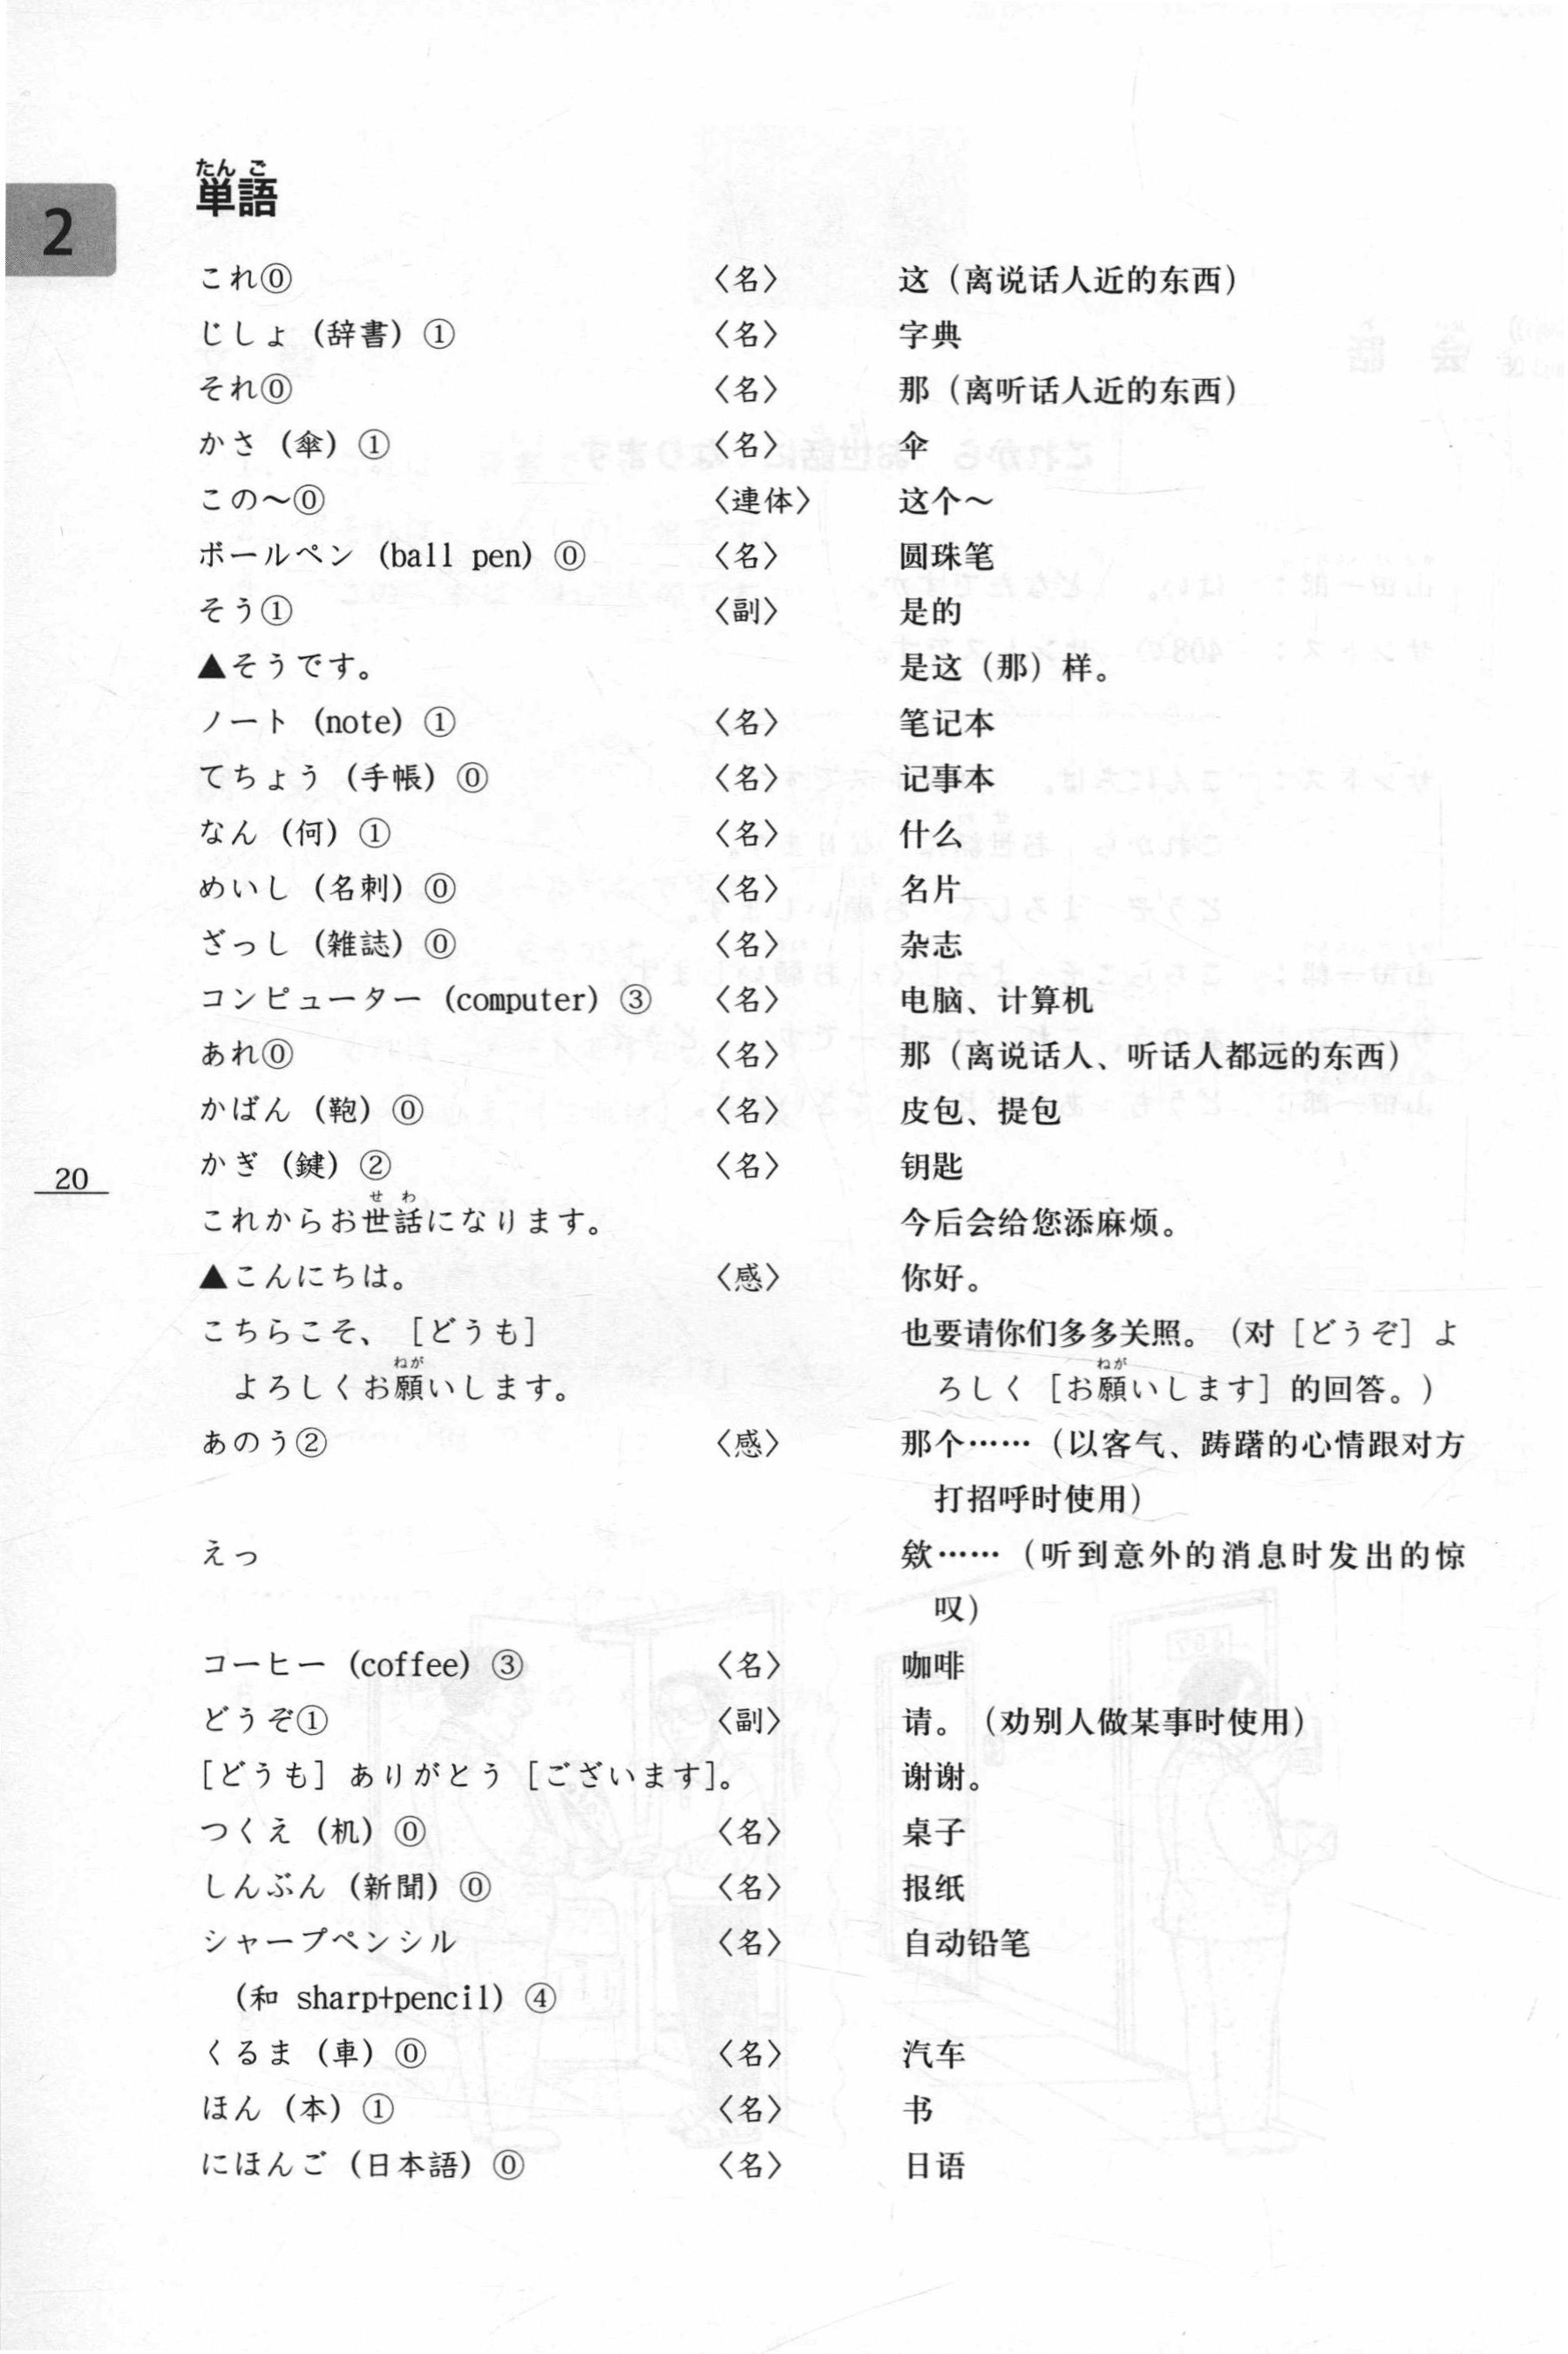 たんご
単語
2
これ⓪ 〈名〉 这（离说话人近的东西）
じしょ（辞書）① 〈名〉 字典
それ⓪ 〈名〉 那（离听话人近的东西）
かさ（傘）① 〈名〉 伞
この～⓪ 〈連体〉 这个～
ボールペン（ball pen）⓪ 〈名〉 圆珠笔
そう① 〈副〉 是的
▲そうです。 是这（那）样。
ノート（note）① 〈名〉 笔记本
てちょう（手帳）⓪ 〈名〉 记事本
なん（何）① 〈名〉 什么
めいし（名刺）⓪ 〈名〉 名片
ざっし（雑誌）⓪ 〈名〉 杂志
コンピューター（computer）③ 〈名〉 电脑、计算机
あれ⓪ 〈名〉 那（离说话人、听话人都远的东西）
かばん（鞄）⓪ 〈名〉 皮包、提包
かぎ（鍵）② 〈名〉 钥匙
20
せわ
これからお世話になります。 今后会给您添麻烦。
▲こんにちは。 〈感〉 你好。
こちらこそ、［どうも］ 也要请你们多多关照。（对［どうぞ］よ
ねが ねが
よろしくお願いします。 ろしく［お願いします］的回答。）
あのう② 〈感〉 那个……（以客气、踌躇的心情跟对方
打招呼时使用）
えっ 欸……（听到意外的消息时发出的惊
叹）
コーヒー（coffee）③ 〈名〉 咖啡
どうぞ① 〈副〉 请。（劝别人做某事时使用）
［どうも］ありがとう［ございます］。 谢谢。
つくえ（机）⓪ 〈名〉 桌子
しんぶん（新聞）⓪ 〈名〉 报纸
シャープペンシル 〈名〉 自动铅笔
（和 sharp+pencil）④
くるま（車）⓪ 〈名〉 汽车
ほん（本）① 〈名〉 书
にほんご（日本語）⓪ 〈名〉 日语